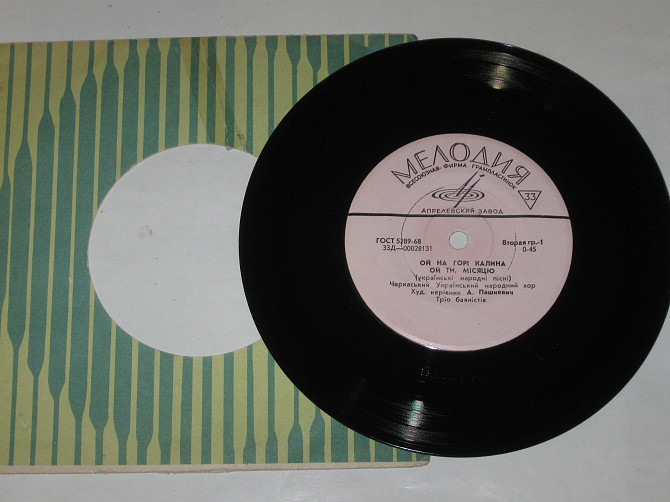 МЕЛОДИЯ
ВСЕСОЮЗНАЯ ФИРМА ГРАМПЛАСТИНОК
33
АПРЕЛЕВСКИЙ ЗАВОД
ГОСТ 5289-68 Вторая гр.-1
33Д—00028131 0-45
ОЙ НА ГОРІ КАЛИНА
ОЙ ТИ, МІСЯЦЮ
(українські народні пісні)
Черкаський Український народний хор
Худ. керівник А. Пашкевич
Тріо баяністів